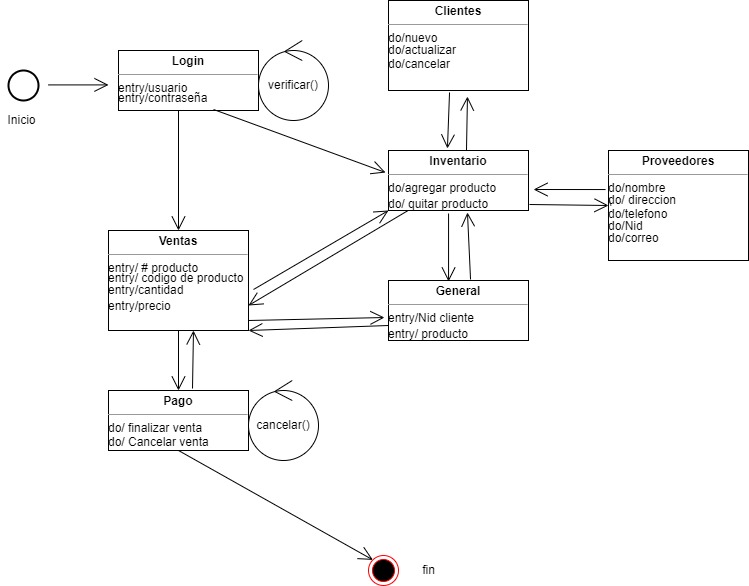 Clientes
do/nuevo
do/actualizar
do/cancelar
Login
entry/usuario
entry/contraseña
verificar()
Inicio
Inventario
do/agregar producto
do/ quitar producto
Proveedores
do/nombre
do/ direccion
do/telefono
do/Nid
do/correo
Ventas
entry/ # producto
entry/ codigo de producto
entry/cantidad
entry/precio
General
entry/Nid cliente
entry/ producto
Pago
do/ finalizar venta
do/ Cancelar venta
cancelar()
fin